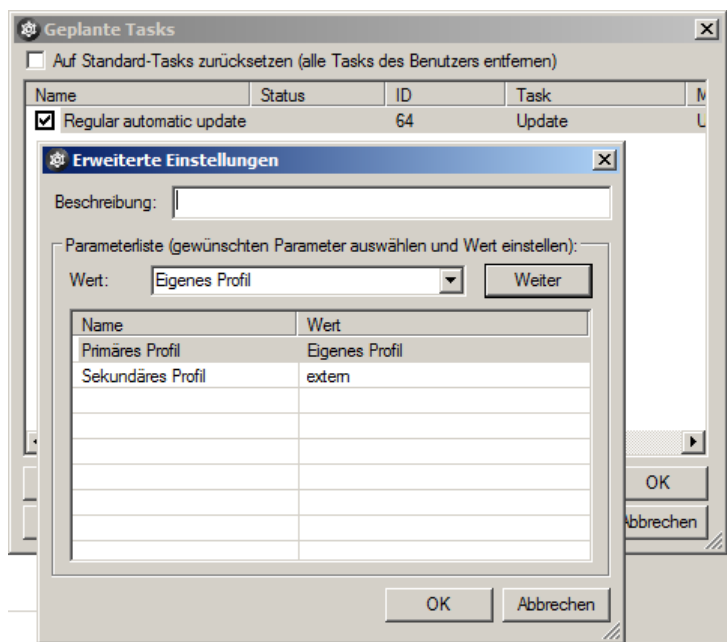 Geplante Tasks
Auf Standard-Tasks zurücksetzen (alle Tasks des Benutzers entfernen)
Name Status ID Task M
Regular automatic update 64 Update U
Erweiterte Einstellungen
Beschreibung:
Parameterliste (gewünschten Parameter auswählen und Wert einstellen):
Wert: Eigenes Profil Weiter
Name Wert
Primäres Profil Eigenes Profil
Sekundäres Profil extern
OK
Abbrechen
OK Abbrechen